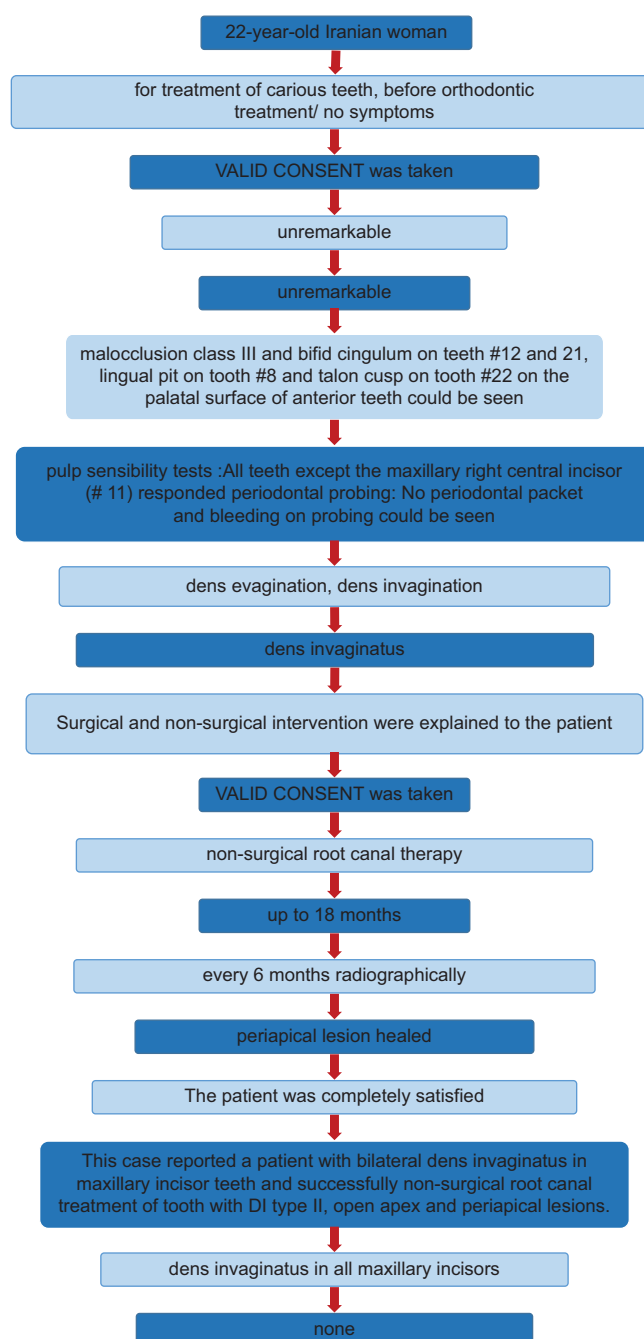 22-year-old Iranian woman
for treatment of carious teeth, before orthodontic
treatment/ no symptoms
VALID CONSENT was taken
unremarkable
unremarkable
malocclusion class III and bifid cingulum on teeth #12 and 21,
lingual pit on tooth #8 and talon cusp on tooth #22 on the
palatal surface of anterior teeth could be seen
pulp sensibility tests :All teeth except the maxillary right central incisor
(# 11) responded periodontal probing: No periodontal packet
and bleeding on probing could be seen
dens evagination, dens invagination
dens invaginatus
Surgical and non-surgical intervention were explained to the patient
VALID CONSENT was taken
non-surgical root canal therapy
up to 18 months
every 6 months radiographically
periapical lesion healed
The patient was completely satisfied
This case reported a patient with bilateral dens invaginatus in
maxillary incisor teeth and successfully non-surgical root canal
treatment of tooth with DI type II, open apex and periapical lesions.
dens invaginatus in all maxillary incisors
none